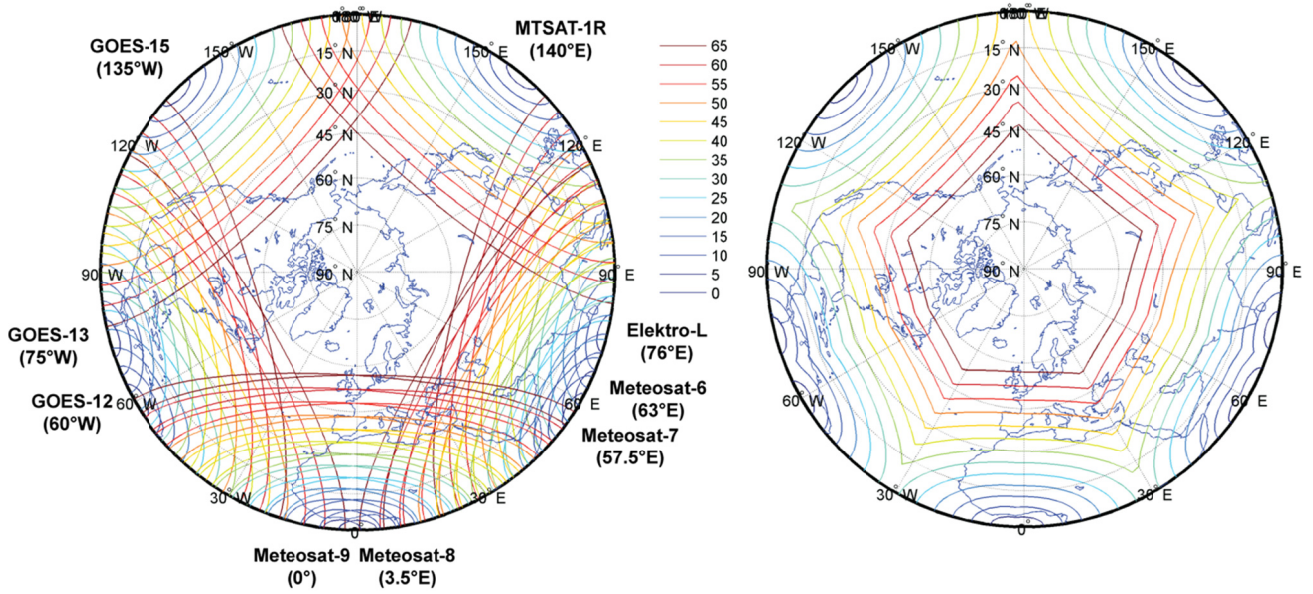 GOES-15
(135°W)
MTSAT-1R
(140°E)
150° W
150° E
15° N
30° N
45° N
60° N
75° N
90° N
120° W
120° E
90° W
90° E
GOES-13
(75°W)
GOES-12
(60°W)
60° W
60° E
30° W
30° E
0°
Meteosat-9
(0°)
Meteosat-8
(3.5°E)
Elektro-L
(76°E)
Meteosat-6
(63°E)
Meteosat-7
(57.5°E)
65
60
55
50
45
40
35
30
25
20
15
10
5
0
150° W
150° E
15° N
30° N
45° N
60° N
75° N
90° N
120° W
120° E
90° W
90° E
60° W
60° E
30° W
30° E
0°